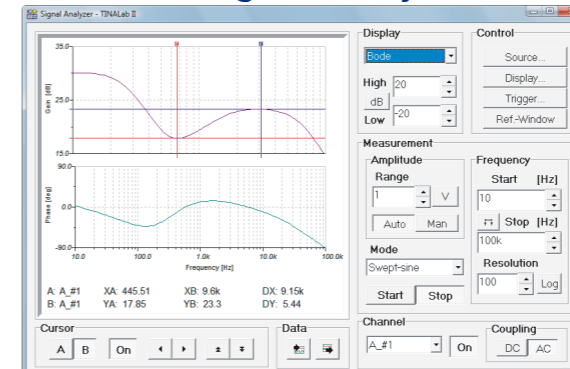 Signal Analyzer - TINALab II
Display
Control
35.0
Gain [dB]
25.0
15.0
90.0
Phase [deg]
0.0
-90.0
10.0 100.0 1.0k 10.0k 100.0k
Frequency [Hz]
A: A_#1 XA: 445.51 XB: 9.6k DX: 9.15k
B: A_#1 YA: 17.85 YB: 23.3 DY: 5.44
Bode
High 20
dB
Low -20
Source...
Display...
Trigger...
Ref.-Window
Measurement
Amplitude
Range
1 V
Auto Man
Mode
Swept-sine
Start Stop
Frequency
Start [Hz]
10
Stop [Hz]
100k
Resolution
100 Log
Cursor
A B On
Data
Channel
A_#1 On
Coupling
DC AC